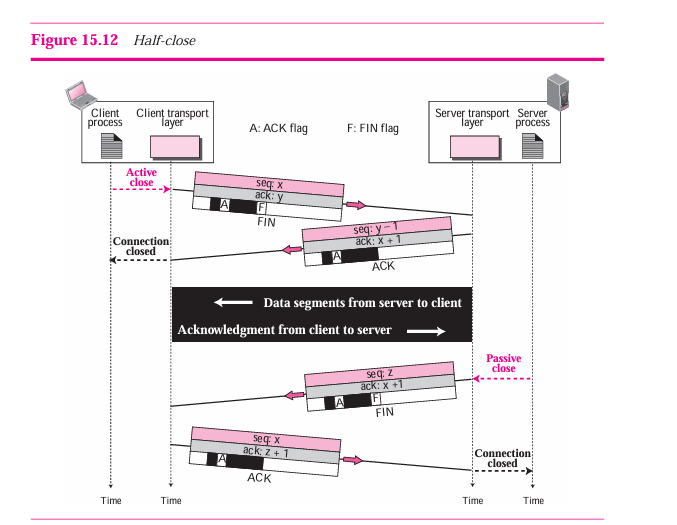 Figure 15.12 Half-close
Client
process
Client transport
layer
A: ACK flag
F: FIN flag
Server transport
layer
Server
process
Active
close
seq: x
ack: y
A
F
FIN
seq: y – 1
ack: x + 1
A
ACK
Connection
closed
Data segments from server to client
Acknowledgment from client to server
Passive
close
seq: z
ack: x +1
A
F
FIN
seq: x
ack: z + 1
A
ACK
Connection
closed
Time
Time
Time
Time